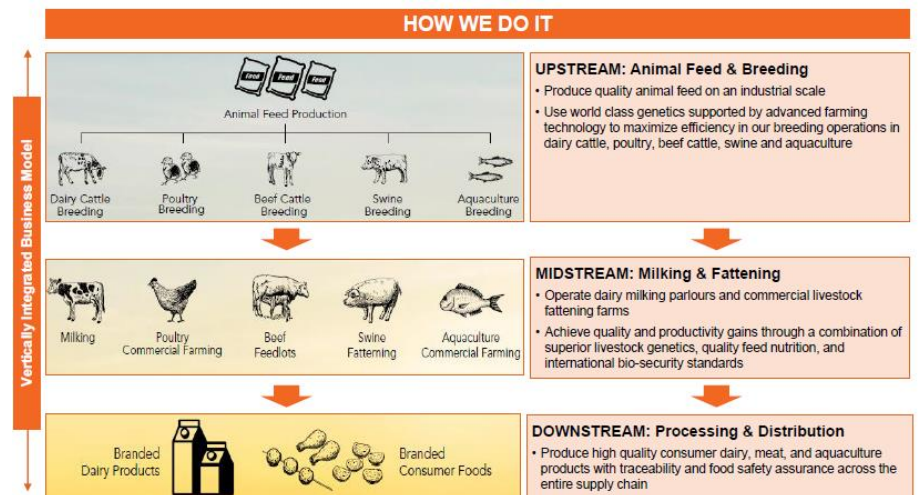 HOW WE DO IT
Vertically Integrated Business Model
Feed
Feed
Feed
Animal Feed Production
Dairy Cattle
Breeding
Poultry
Breeding
Beef Cattle
Breeding
Swine
Breeding
Aquaculture
Breeding
UPSTREAM: Animal Feed & Breeding
• Produce quality animal feed on an industrial scale
• Use world class genetics supported by advanced farming
technology to maximize efficiency in our breeding operations in
dairy cattle, poultry, beef cattle, swine and aquaculture
Milking
Poultry
Commercial Farming
Beef
Feedlots
Swine
Fatterning
Aquaculture
Commercial Farming
MIDSTREAM: Milking & Fattening
• Operate dairy milking parlours and commercial livestock
fattening farms
• Achieve quality and productivity gains through a combination of
superior livestock genetics, quality feed nutrition, and
international bio-security standards
Branded
Dairy Products
Branded
Consumer Foods
DOWNSTREAM: Processing & Distribution
• Produce high quality consumer dairy, meat, and aquaculture
products with traceability and food safety assurance across the
entire supply chain